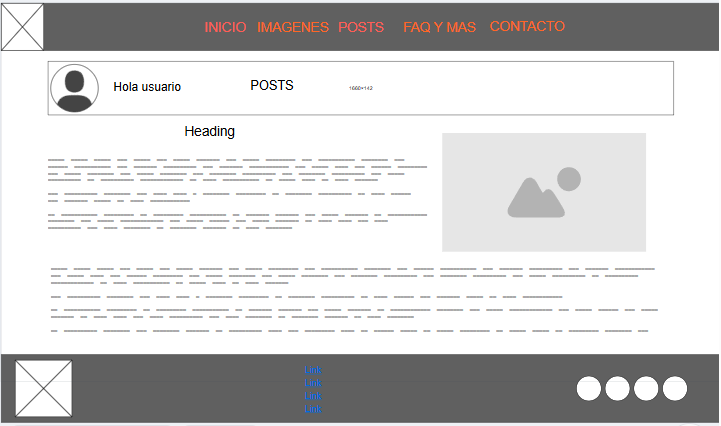 INICIO IMAGENES POSTS FAQ Y MAS CONTACTO
Hola usuario POSTS 1660×142
Heading
Link
Link
Link
Link